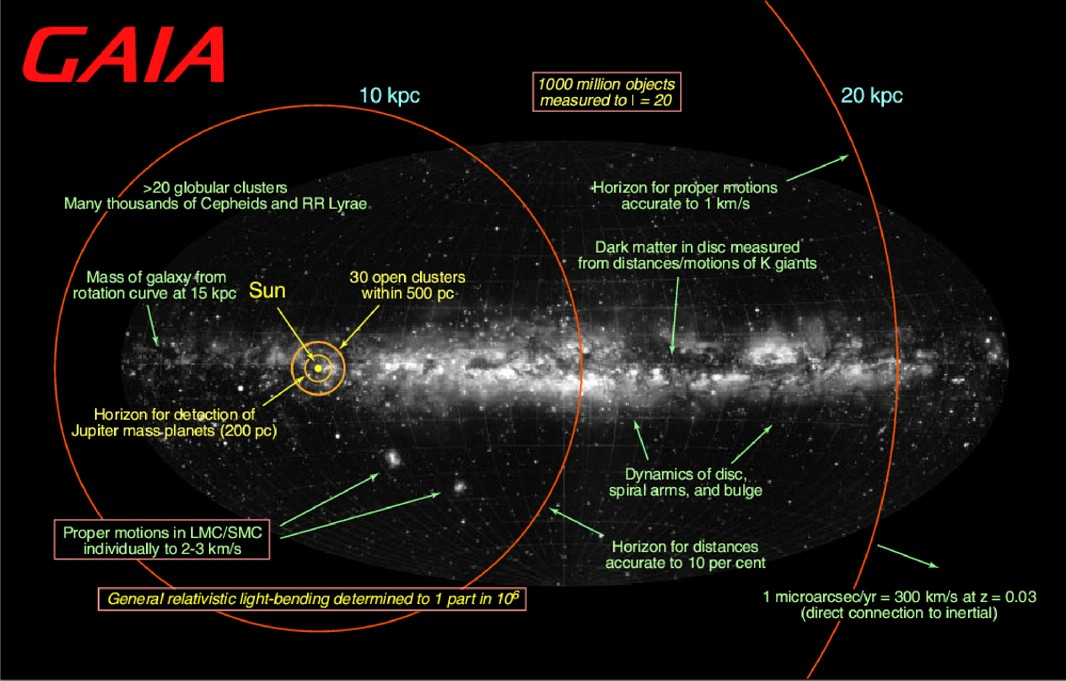 GAIA
10 kpc
1000 million objects
measured to I = 20
20 kpc
>20 globular clusters
Many thousands of Cepheids and RR Lyrae
Horizon for proper motions
accurate to 1 km/s
Dark matter in disc measured
from distances/motions of K giants
Mass of galaxy from
rotation curve at 15 kpc
Sun
30 open clusters
within 500 pc
Horizon for detection of
Jupiter mass planets (200 pc)
Dynamics of disc,
spiral arms, and bulge
Proper motions in LMC/SMC
individually to 2-3 km/s
Horizon for distances
accurate to 10 per cent
General relativistic light-bending determined to 1 part in 10⁶
1 microarcsec/yr = 300 km/s at z = 0.03
(direct connection to inertial)